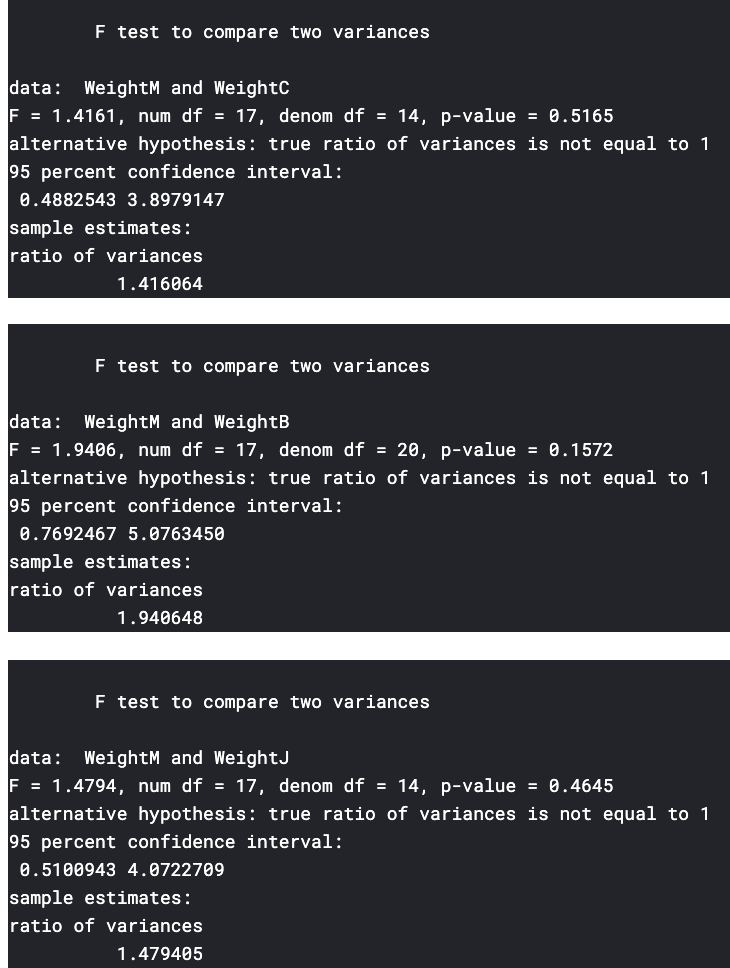 F test to compare two variances
data:  WeightM and WeightC
F = 1.4161, num df = 17, denom df = 14, p-value = 0.5165
alternative hypothesis: true ratio of variances is not equal to 1
95 percent confidence interval:
0.4882543 3.8979147
sample estimates:
ratio of variances
1.416064
F test to compare two variances
data:  WeightM and WeightB
F = 1.9406, num df = 17, denom df = 20, p-value = 0.1572
alternative hypothesis: true ratio of variances is not equal to 1
95 percent confidence interval:
0.7692467 5.0763450
sample estimates:
ratio of variances
1.940648
F test to compare two variances
data:  WeightM and WeightJ
F = 1.4794, num df = 17, denom df = 14, p-value = 0.4645
alternative hypothesis: true ratio of variances is not equal to 1
95 percent confidence interval:
0.5100943 4.0722709
sample estimates:
ratio of variances
1.479405